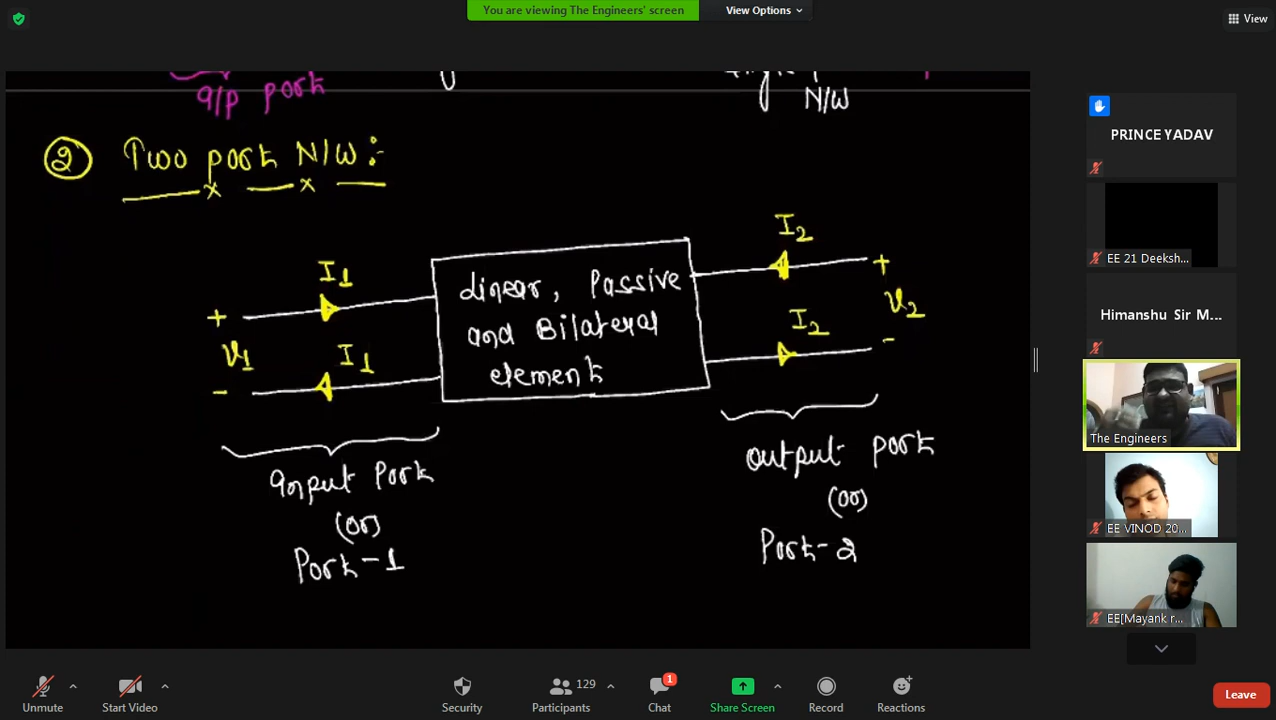 You are viewing The Engineers' screen
View Options
View
i/p port
N/W
② Two port N/W:-
I1
I2
+
+
Linear, Passive
and Bilateral
element
V1
V2
I1
I2
-
-
Input Port
(or)
Port-1
output port
(or)
Port-2
PRINCE YADAV
EE 21 Deeksh...
Himanshu Sir M...
The Engineers
EE VINOD 20...
EE[Mayank r...
Unmute
Start Video
Security
129
Participants
1
Chat
Share Screen
Record
Reactions
Leave